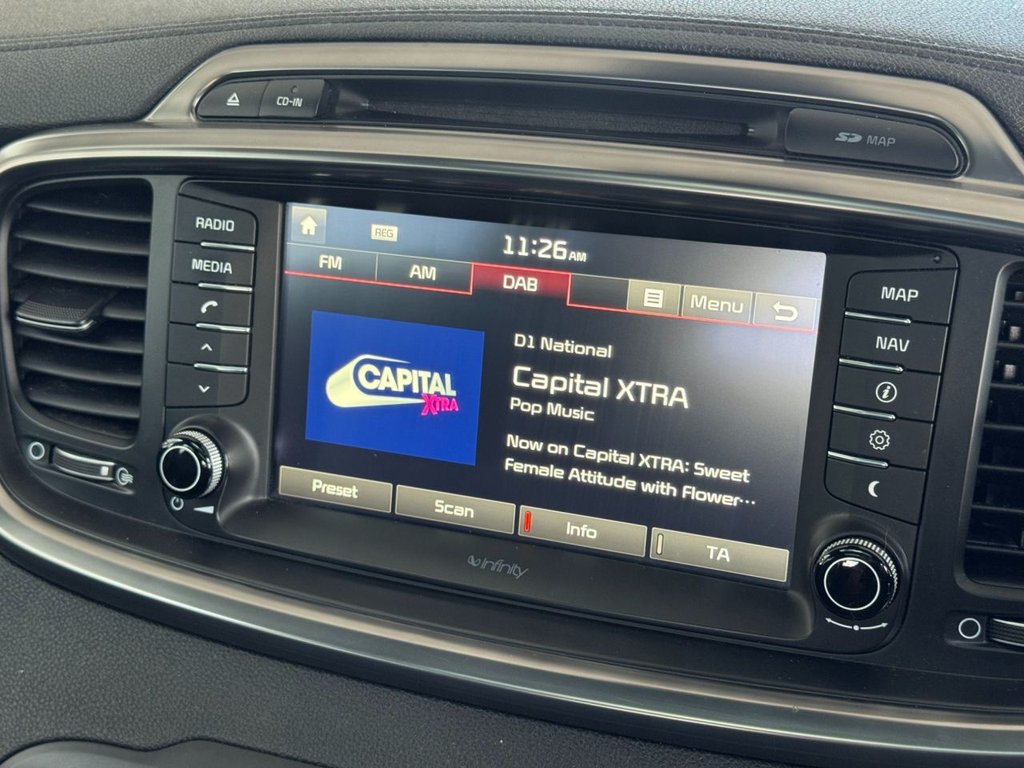 CD-IN
SD MAP
RADIO
MEDIA
REG
11:26 AM
FM
AM
DAB
Menu
D1 National
Capital XTRA
Pop Music
Now on Capital XTRA: Sweet
Female Attitude with Flower...
CAPITAL
XTRA
Preset
Scan
Info
TA
infinity
MAP
NAV